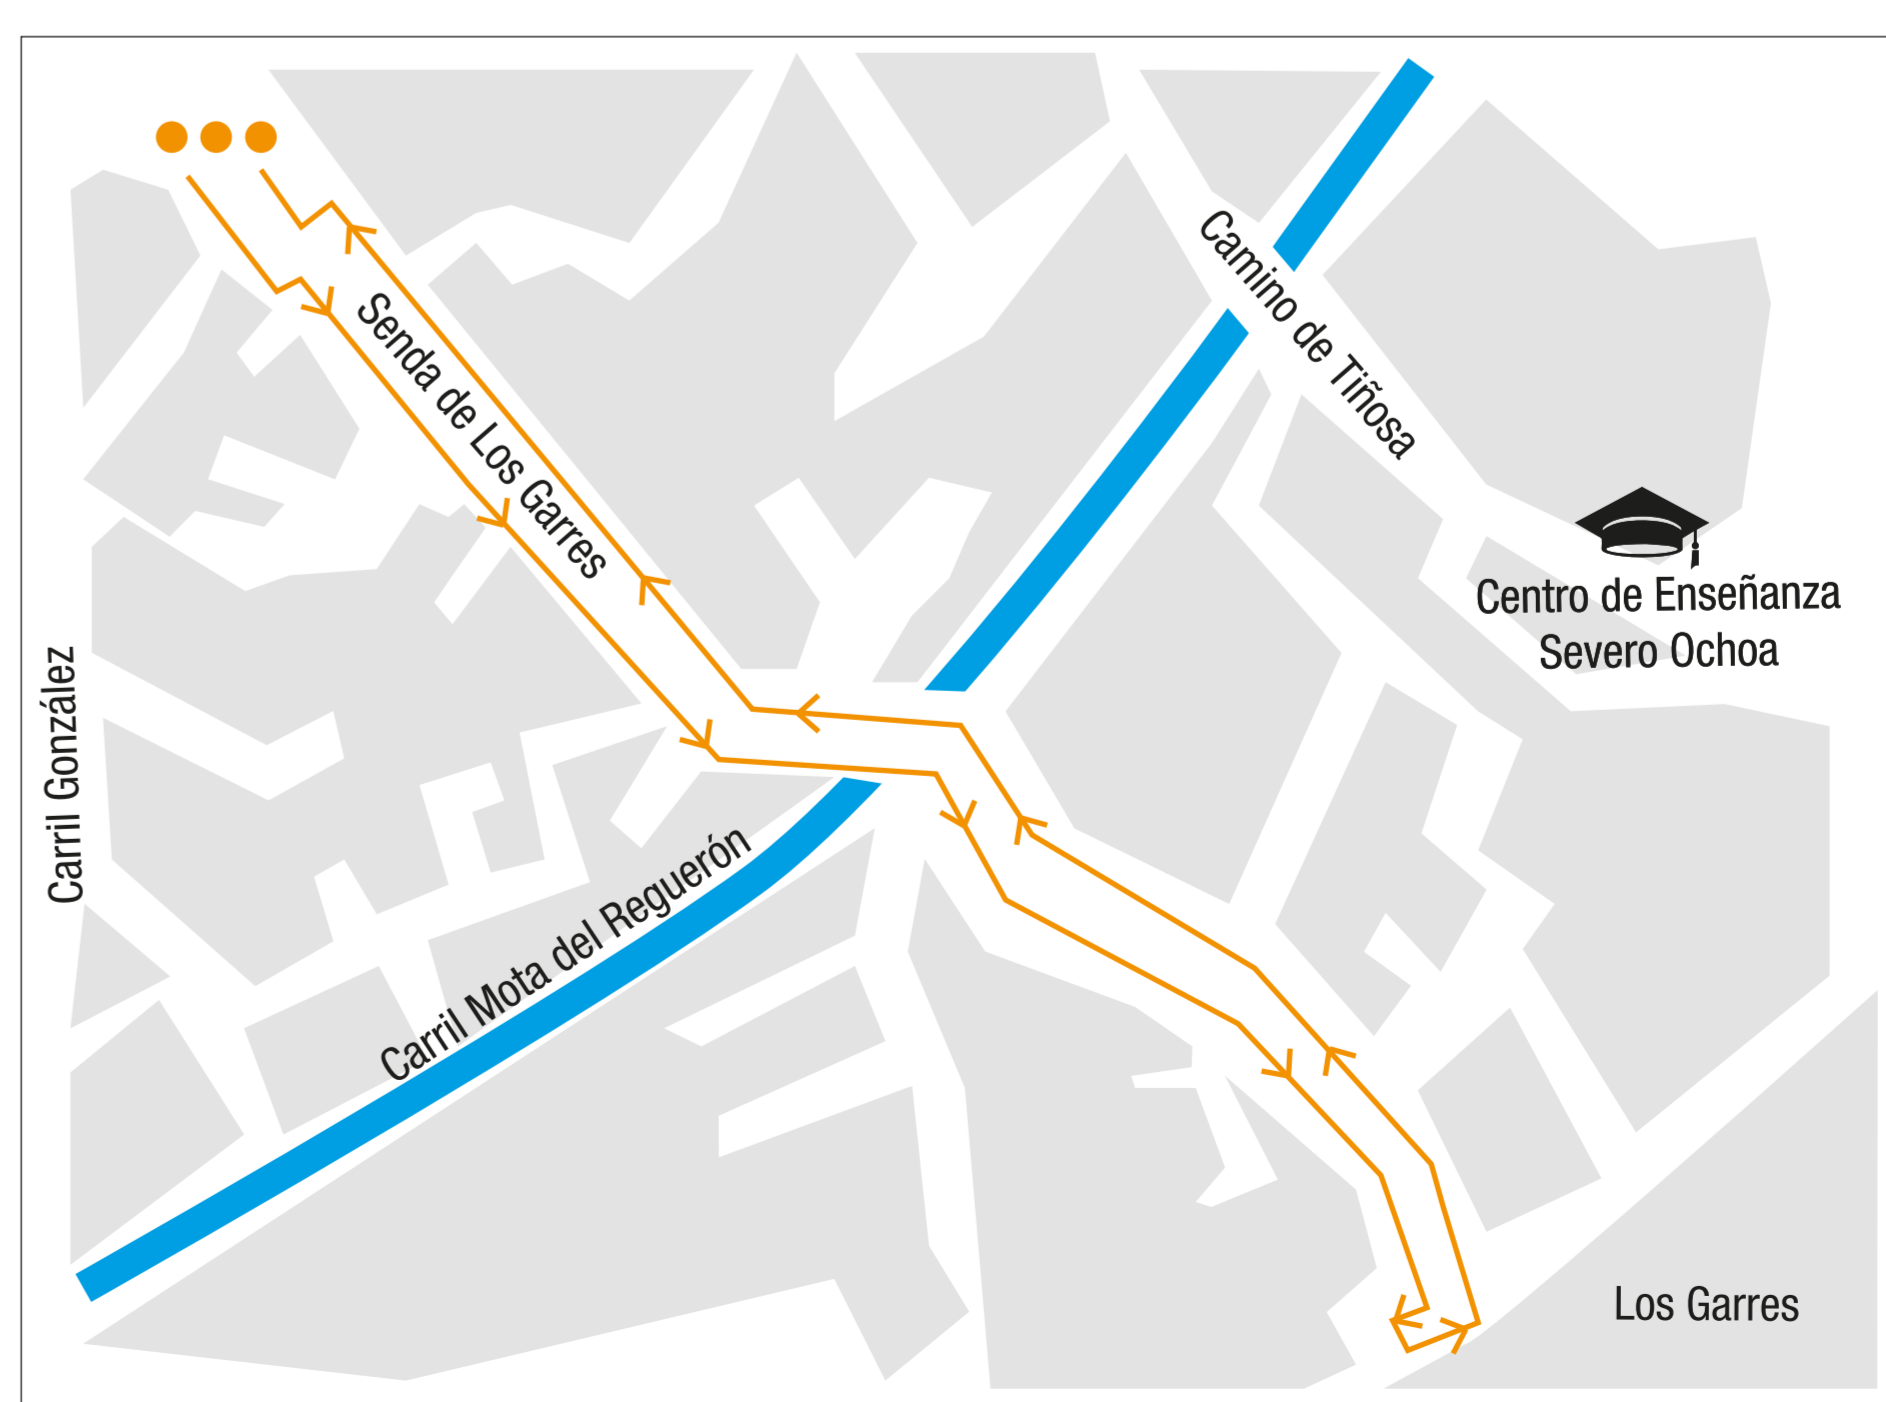 Senda de Los Garres
Camino de Tiñosa
Centro de Enseñanza
Severo Ochoa
Carril González
Carril Mota del Reguerón
Los Garres